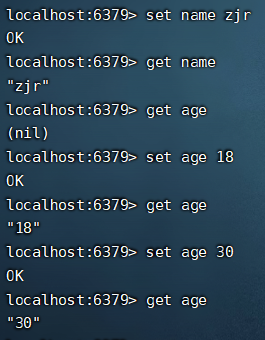 localhost:6379> set name zjr
OK
localhost:6379> get name
"zjr"
localhost:6379> get age
(nil)
localhost:6379> set age 18
OK
localhost:6379> get age
"18"
localhost:6379> set age 30
OK
localhost:6379> get age
"30"